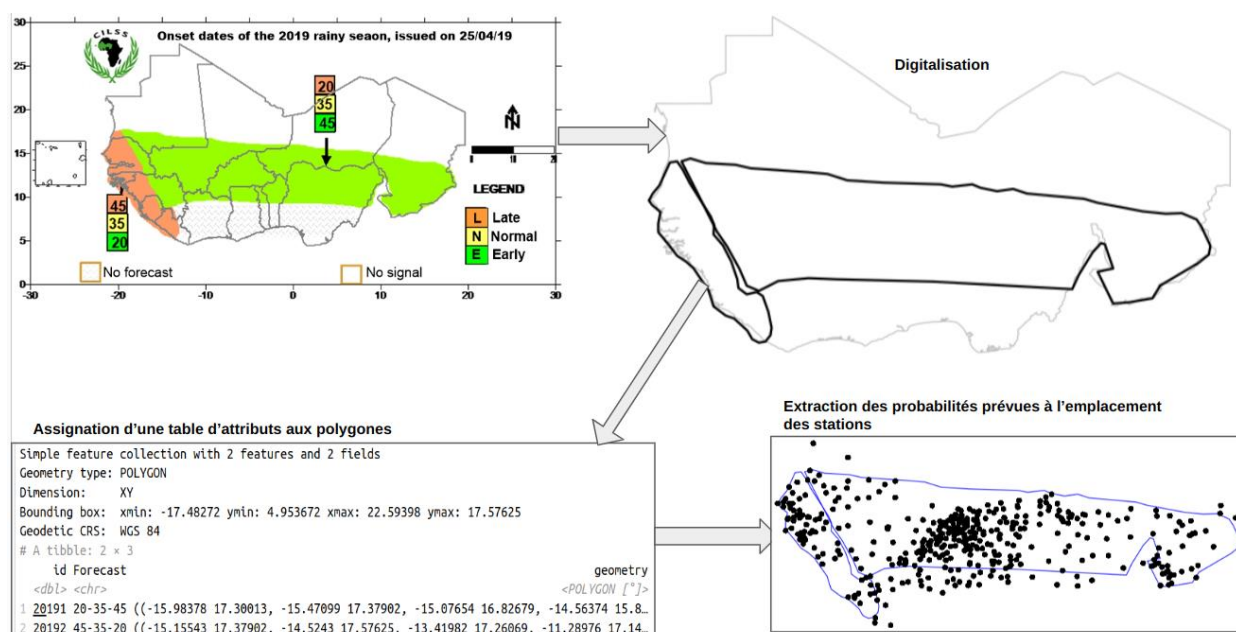 CILSS
Onset dates of the 2019 rainy seaon, issued on 25/04/19
30
25
20
15
10
5
0
-30
-20
-10
0
10
20
30
20
35
45
45
35
20
N
0
10
20
LEGEND
L Late
N Normal
E Early
No forecast
No signal
Digitalisation
Assignation d’une table d’attributs aux polygones
Simple feature collection with 2 features and 2 fields
Geometry type: POLYGON
Dimension: XY
Bounding box: xmin: -17.48272 ymin: 4.953672 xmax: 22.59398 ymax: 17.57625
Geodetic CRS: WGS 84
# A tibble: 2 × 3
id Forecast geometry
<dbl> <chr> <POLYGON [°]>
1 20191 20-35-45 ((-15.98378 17.30013, -15.47099 17.37902, -15.07654 16.82679, -14.56374 15.8…
2 20192 45-35-20 ((-15.15543 17.37902, -14.5243 17.57625, -13.41982 17.26069, -11.28976 17.14…
Extraction des probabilités prévues à l’emplacement
des stations